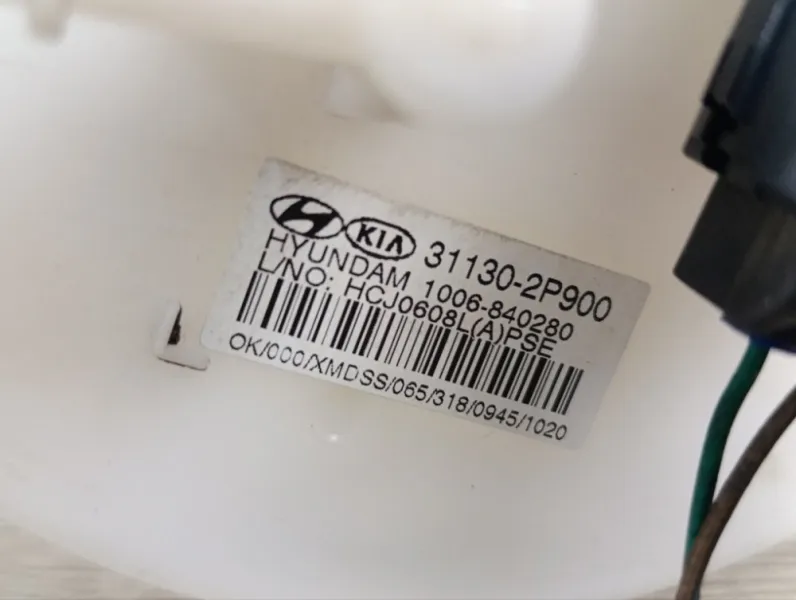 KIA 31130-2P900
HYUNDAM 1006-840280
L/NO: HCJ0608L(A)PSE
OK/000/XMDSS/065/318/0945/1020